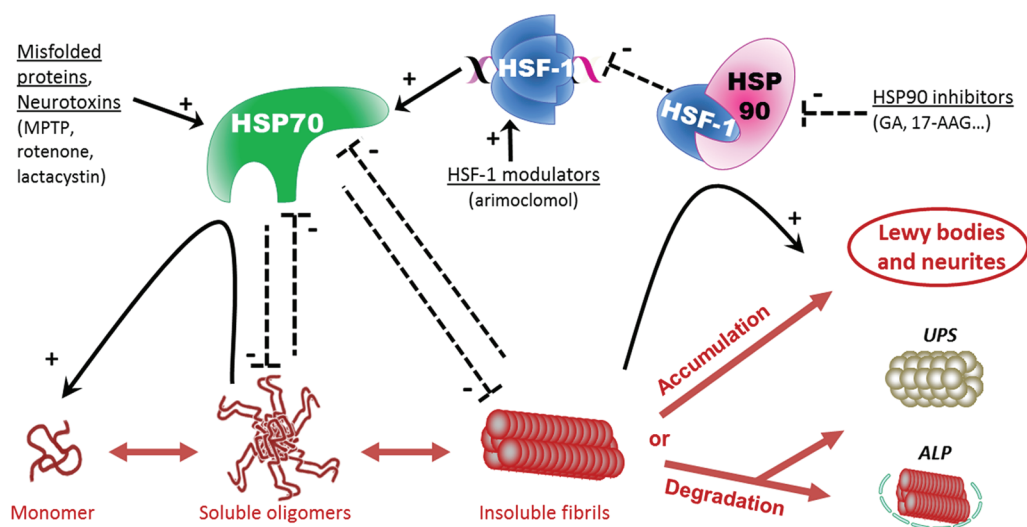 Misfolded
proteins,
Neurotoxins
(MPTP,
rotenone,
lactacystin)
+
HSP70
+
HSF-1
+
HSF-1 modulators
(arimoclomol)
-
HSF-1
HSP
90
-
HSP90 inhibitors
(GA, 17-AAG...)
-
-
-
-
+
+
Lewy bodies
and neurites
Accumulation
or
Degradation
UPS
ALP
Monomer
Soluble oligomers
Insoluble fibrils